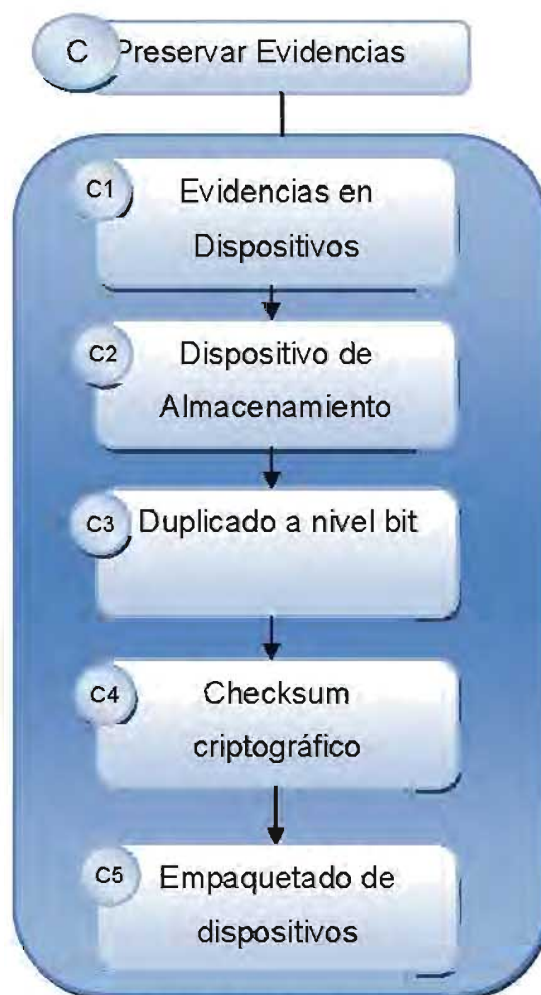 C Preservar Evidencias
C1 Evidencias en
Dispositivos
C2 Dispositivo de
Almacenamiento
C3 Duplicado a nivel bit
C4 Checksum
criptográfico
C5 Empaquetado de
dispositivos